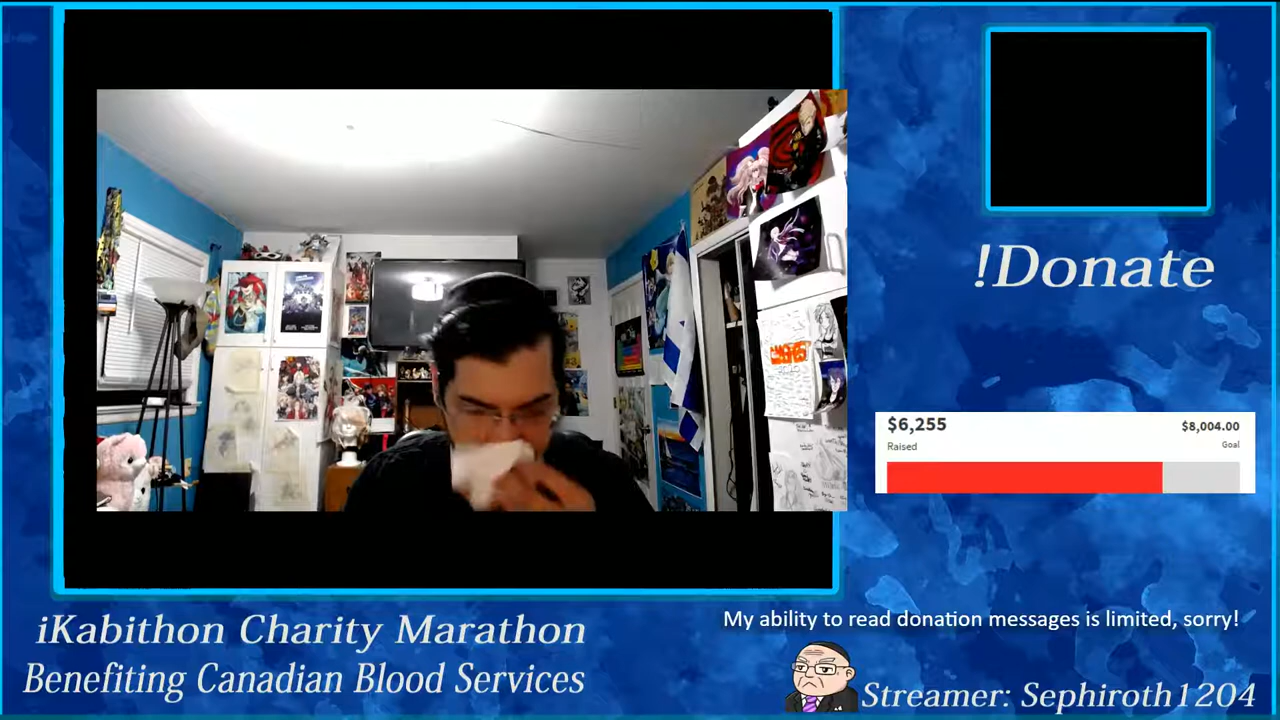 !Donate
$6,255
$8,004.00
Raised
Goal
My ability to read donation messages is limited, sorry!
iKabithon Charity Marathon
Benefiting Canadian Blood Services
Streamer: Sephiroth1204